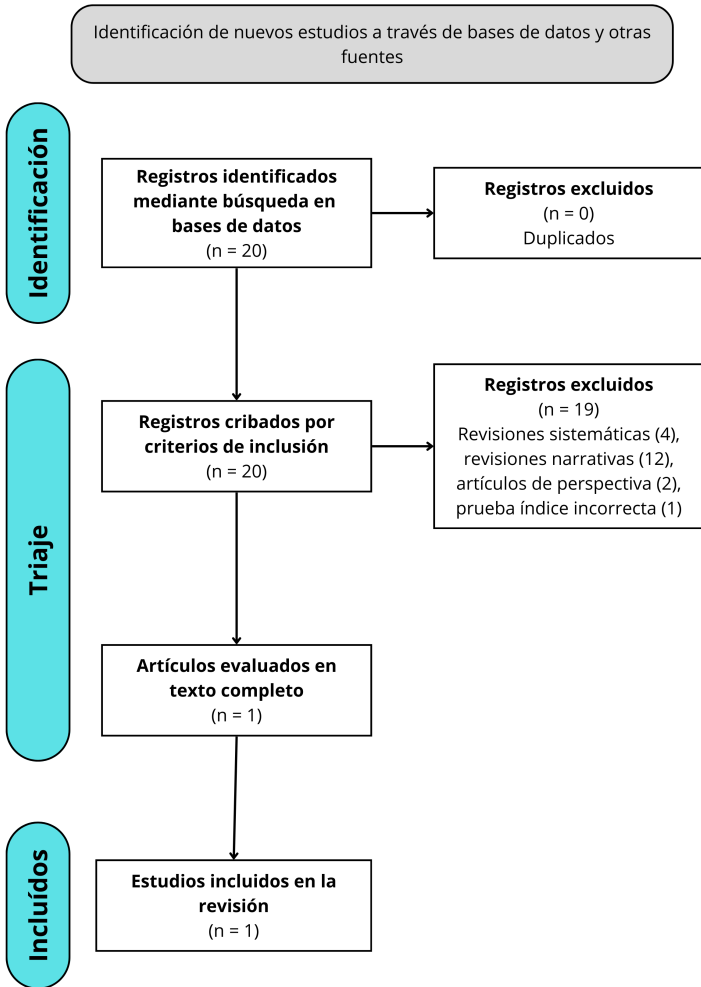 Identificación de nuevos estudios a través de bases de datos y otras
fuentes
Identificación
Registros identificados
mediante búsqueda en
bases de datos
(n = 20)
Registros excluidos
(n = 0)
Duplicados
Triaje
Registros cribados por
criterios de inclusión
(n = 20)
Registros excluidos
(n = 19)
Revisiones sistemáticas (4),
revisiones narrativas (12),
artículos de perspectiva (2),
prueba índice incorrecta (1)
Artículos evaluados en
texto completo
(n = 1)
Incluídos
Estudios incluidos en la
revisión
(n = 1)